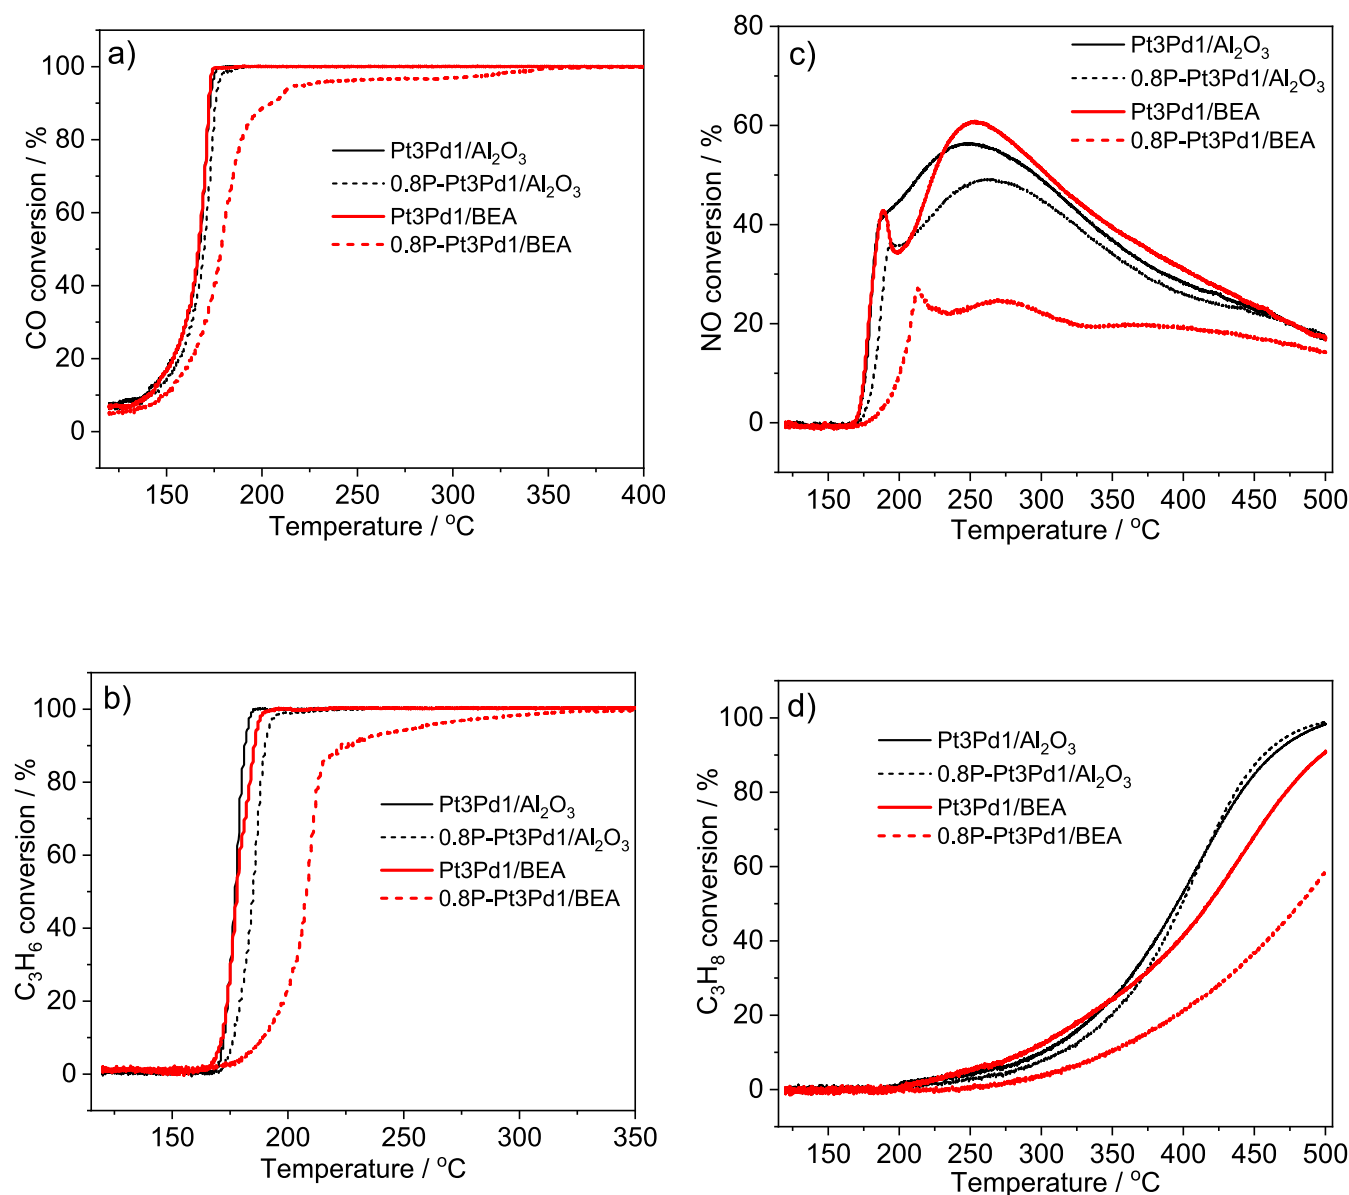 a)
CO conversion / %
100
80
60
40
20
0
150
200
250
300
350
400
Temperature / °C
Pt3Pd1/Al₂O₃
0.8P-Pt3Pd1/Al₂O₃
Pt3Pd1/BEA
0.8P-Pt3Pd1/BEA
c)
NO conversion / %
80
60
40
20
0
150
200
250
300
350
400
450
500
Temperature / °C
Pt3Pd1/Al₂O₃
0.8P-Pt3Pd1/Al₂O₃
Pt3Pd1/BEA
0.8P-Pt3Pd1/BEA
b)
C₃H₆ conversion / %
100
80
60
40
20
0
150
200
250
300
350
Temperature / °C
Pt3Pd1/Al₂O₃
0.8P-Pt3Pd1/Al₂O₃
Pt3Pd1/BEA
0.8P-Pt3Pd1/BEA
d)
C₃H₈ conversion / %
100
80
60
40
20
0
150
200
250
300
350
400
450
500
Temperature / °C
Pt3Pd1/Al₂O₃
0.8P-Pt3Pd1/Al₂O₃
Pt3Pd1/BEA
0.8P-Pt3Pd1/BEA